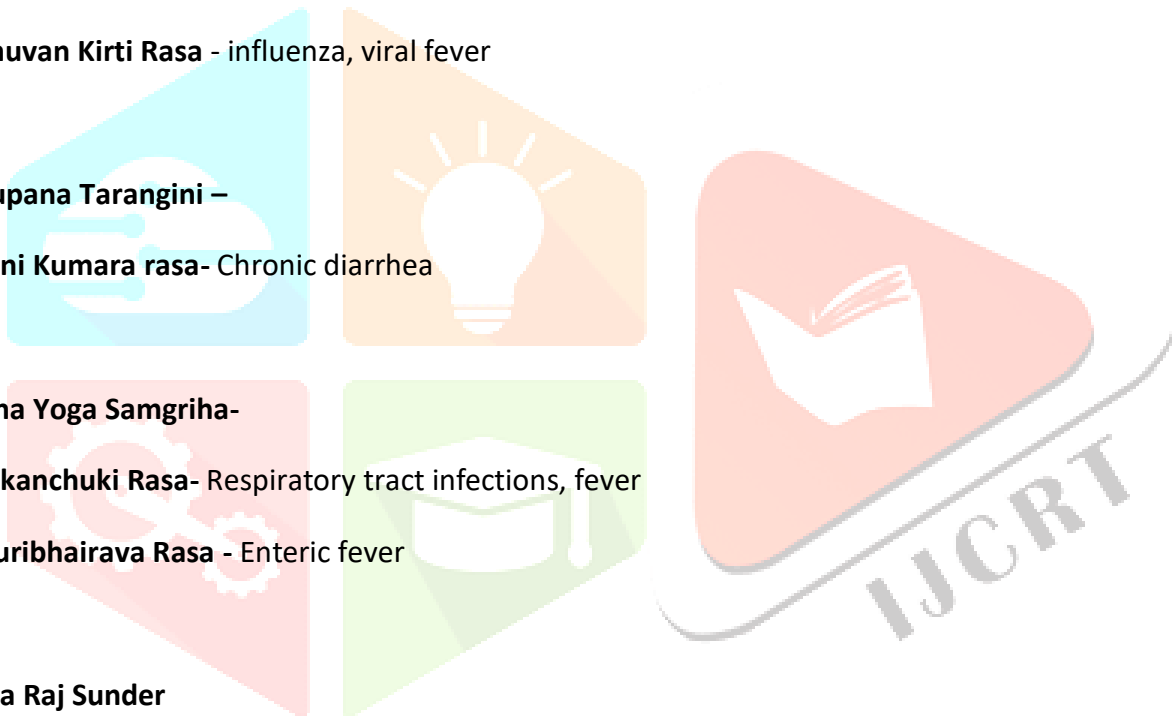 uvan Kirti Rasa - influenza, viral fever
upana Tarangini –
ni Kumara rasa- Chronic diarrhea
na Yoga Samgriha-
kanchuki Rasa- Respiratory tract infections, fever
uribhairava Rasa - Enteric fever
a Raj Sunder
IJCRT